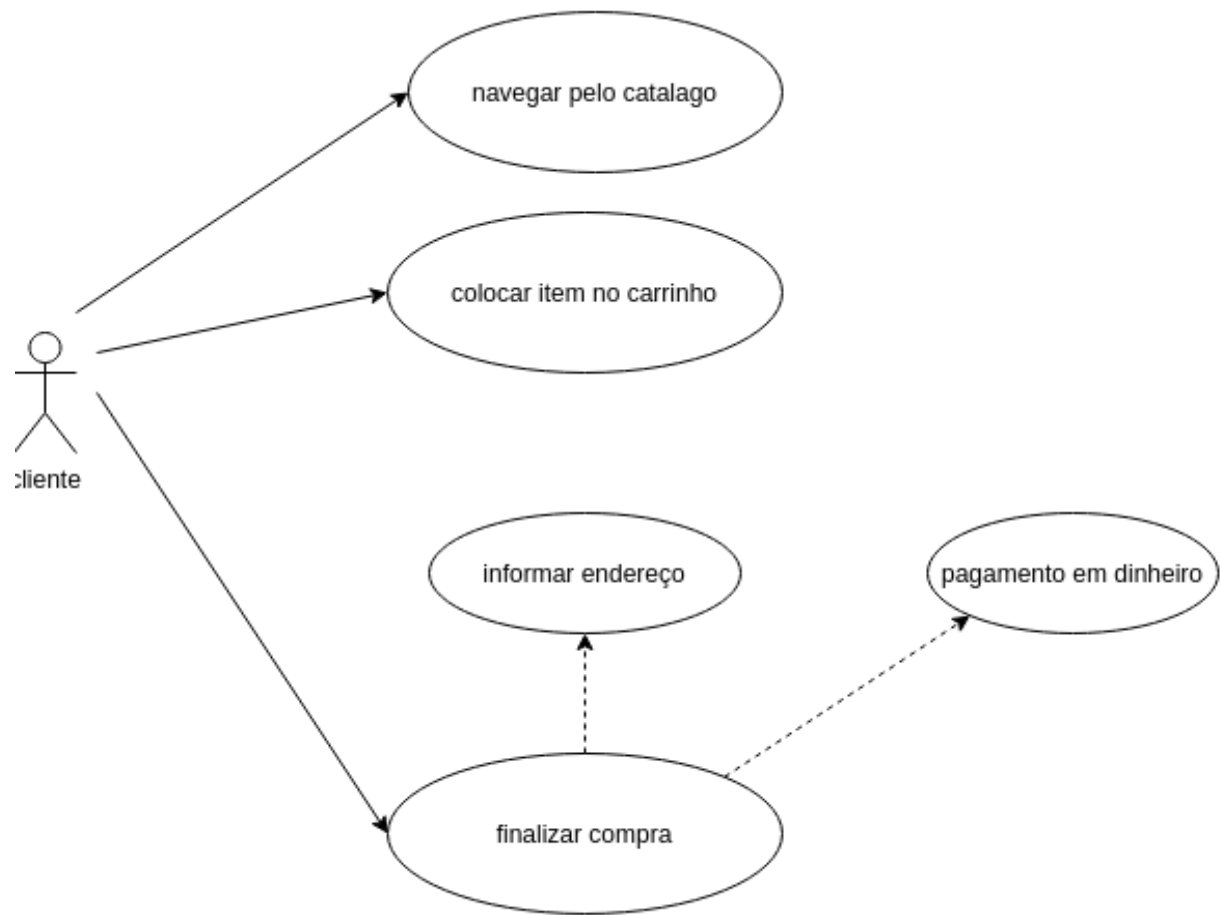 navegar pelo catalago
colocar item no carrinho
cliente
informar endereço
pagamento em dinheiro
finalizar compra